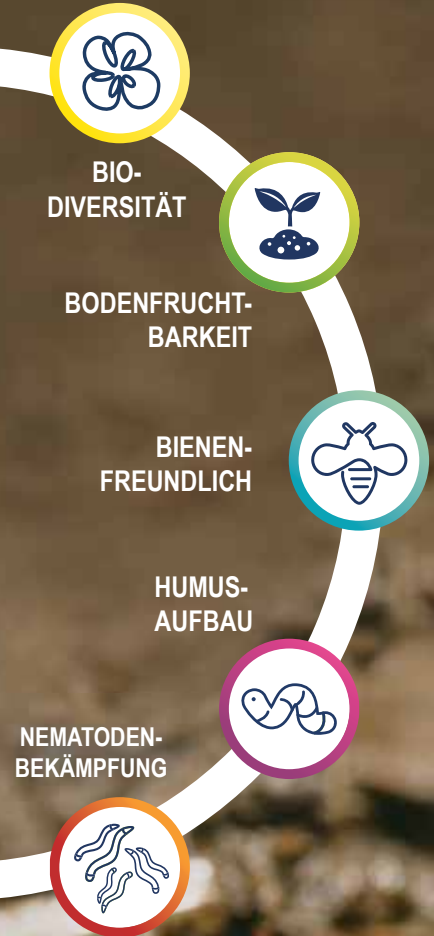 BIO-
DIVERSITÄT
BODENFRUCHT-
BARKEIT
BIENEN-
FREUNDLICH
HUMUS-
AUFBAU
NEMATODEN-
BEKÄMPFUNG